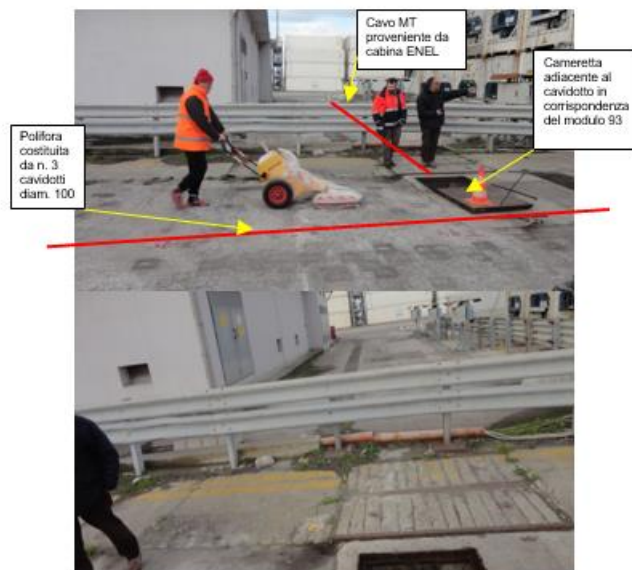 Cavo MT
proveniente da
cabina ENEL
Cameretta
adiacente al
cavidotto in
corrispondenza
del modulo 93
Polifora
costituita
da n. 3
cavidotti
diam. 100